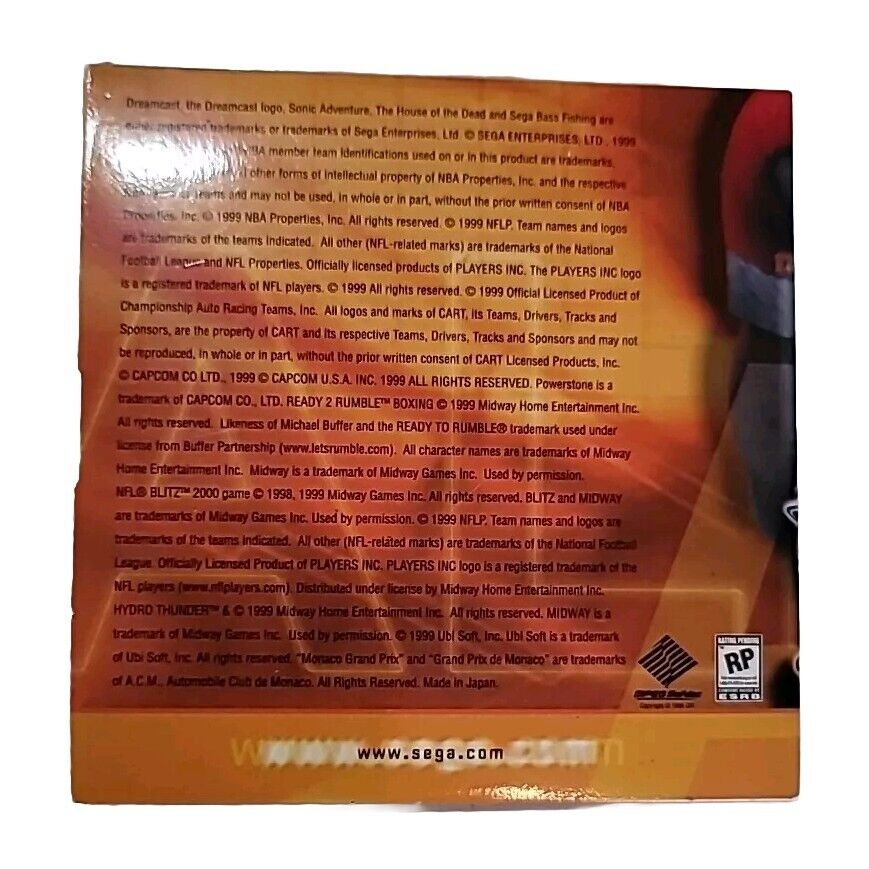 Dreamcast, the Dreamcast logo, Sonic Adventure, The House of the Dead and Sega Bass Fishing are
either registered trademarks or trademarks of Sega Enterprises, Ltd. © SEGA ENTERPRISES, LTD., 1999
NBA member team identifications used on or in this product are trademarks,
other forms of intellectual property of NBA Properties, Inc. and the respective
teams and may not be used, in whole or in part, without the prior written consent of NBA
Properties, Inc. © 1999 NBA Properties, Inc. All rights reserved. © 1999 NFLP. Team names and logos
are trademarks of the teams indicated. All other (NFL-related marks) are trademarks of the National
Football League and NFL Properties. Officially licensed products of PLAYERS INC. The PLAYERS INC logo
is a registered trademark of NFL players. © 1999 All rights reserved. © 1999 Official Licensed Product of
Championship Auto Racing Teams, Inc. All logos and marks of CART, its Teams, Drivers, Tracks and
Sponsors, are the property of CART and its respective Teams, Drivers, Tracks and Sponsors and may not
be reproduced, in whole or in part, without the prior written consent of CART Licensed Products, Inc.
© CAPCOM CO LTD., 1999 © CAPCOM U.S.A. INC. 1999 ALL RIGHTS RESERVED. Powerstone is a
trademark of CAPCOM CO., LTD. READY 2 RUMBLE™ BOXING © 1999 Midway Home Entertainment Inc.
All rights reserved. Likeness of Michael Buffer and the READY TO RUMBLE® trademark used under
license from Buffer Partnership (www.letsrumble.com). All character names are trademarks of Midway
Home Entertainment Inc. Midway is a trademark of Midway Games Inc. Used by permission.
NFL® BLITZ™ 2000 game © 1998, 1999 Midway Games Inc. All rights reserved. BLITZ and MIDWAY
are trademarks of Midway Games Inc. Used by permission. © 1999 NFLP. Team names and logos are
trademarks of the teams indicated. All other (NFL-related marks) are trademarks of the National Football
League. Officially Licensed Product of PLAYERS INC. PLAYERS INC logo is a registered trademark of the
NFL players (www.nflplayers.com). Distributed under license by Midway Home Entertainment Inc.
HYDRO THUNDER™ & © 1999 Midway Home Entertainment Inc. All rights reserved. MIDWAY is a
trademark of Midway Games Inc. Used by permission. © 1999 Ubi Soft, Inc. Ubi Soft is a trademark
of Ubi Soft, Inc. All rights reserved. "Monaco Grand Prix" and "Grand Prix de Monaco" are trademarks
of A.C.M., Automobile Club de Monaco. All Rights Reserved. Made in Japan.
RATING PENDING
RP
ESRB
www.sega.com